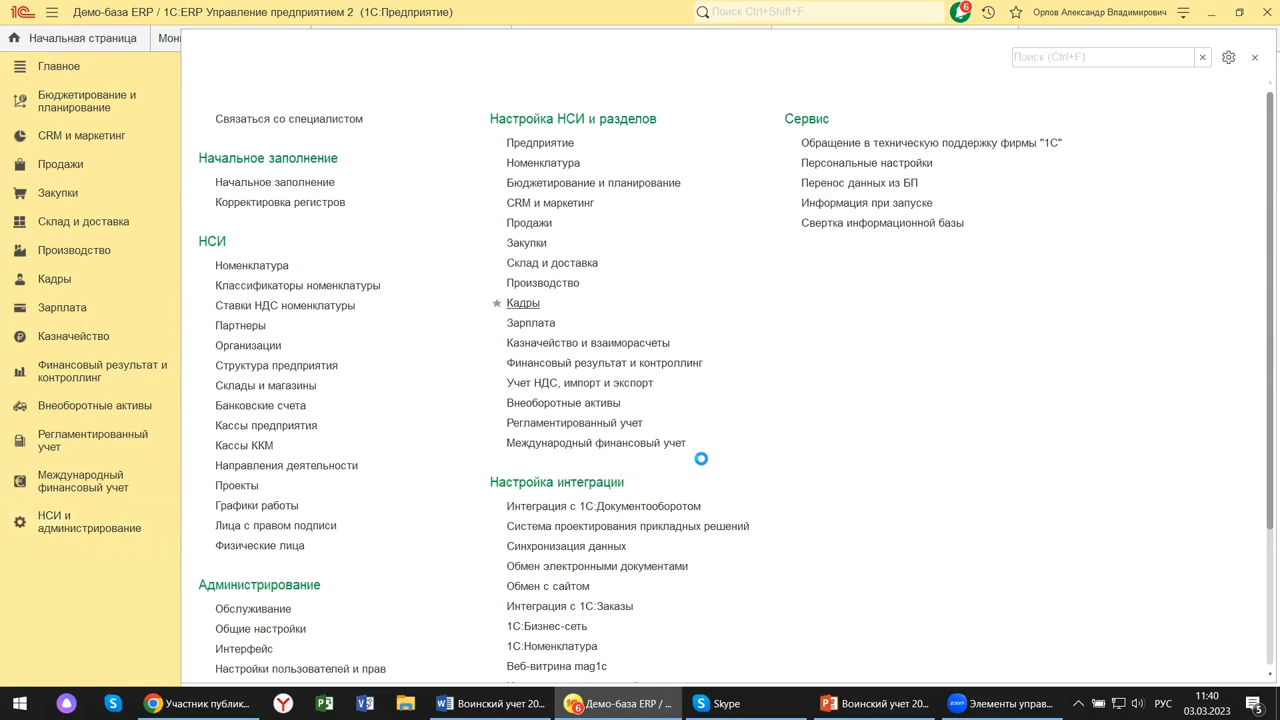 Демо-база ERP / 1С:ERP Управление предприятием 2 (1С:Предприятие)
Поиск Ctrl+Shift+F
6
Орлов Александр Владимирович
Начальная страница
Мон
Поиск (Ctrl+F)
Главное
Бюджетирование и
планирование
CRM и маркетинг
Продажи
Закупки
Склад и доставка
Производство
Кадры
Зарплата
Казначейство
Финансовый результат и
контроллинг
Внеоборотные активы
Регламентированный
учет
Международный
финансовый учет
НСИ и
администрирование
Связаться со специалистом
Начальное заполнение
Начальное заполнение
Корректировка регистров
НСИ
Номенклатура
Классификаторы номенклатуры
Ставки НДС номенклатуры
Партнеры
Организации
Структура предприятия
Склады и магазины
Банковские счета
Кассы предприятия
Кассы ККМ
Направления деятельности
Проекты
Графики работы
Лица с правом подписи
Физические лица
Администрирование
Обслуживание
Общие настройки
Интерфейс
Настройки пользователей и прав
Настройка НСИ и разделов
Предприятие
Номенклатура
Бюджетирование и планирование
CRM и маркетинг
Продажи
Закупки
Склад и доставка
Производство
Кадры
Зарплата
Казначейство и взаиморасчеты
Финансовый результат и контроллинг
Учет НДС, импорт и экспорт
Внеоборотные активы
Регламентированный учет
Международный финансовый учет
Настройка интеграции
Интеграция с 1С:Документооборотом
Система проектирования прикладных решений
Синхронизация данных
Обмен электронными документами
Обмен с сайтом
Интеграция с 1С:Заказы
1С:Бизнес-сеть
1С:Номенклатура
Веб-витрина mag1c
Сервис
Обращение в техническую поддержку фирмы "1С"
Персональные настройки
Перенос данных из БП
Информация при запуске
Свертка информационной базы
Участник публик...
Воинский учет 20...
6
Демо-база ERP / ...
Skype
Воинский учет 20...
zoom
Элементы управ...
РУС
11:40
03.03.2023
5